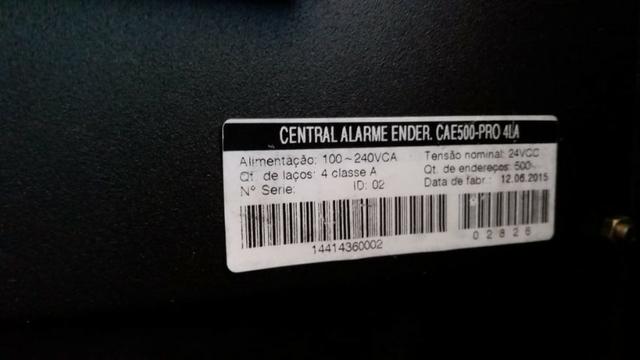 CENTRAL ALARME ENDER. CAE500-PRO 4LA
Alimentação: 100~240VCA Tensão nominal: 24VCC
Qt. de laços: 4 classe A Qt. de endereços: 500
Nº Serie: ID: 02 Data de fabr.: 12.06.2015
14414360002 02826